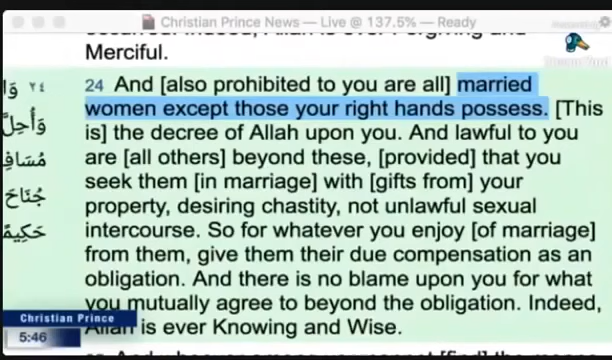 Christian Prince News — Live @ 137.5% — Ready
Merciful.
24 And [also prohibited to you are all] married
women except those your right hands possess. [This
is] the decree of Allah upon you. And lawful to you
are [all others] beyond these, [provided] that you
seek them [in marriage] with [gifts from] your
property, desiring chastity, not unlawful sexual
intercourse. So for whatever you enjoy [of marriage]
from them, give them their due compensation as an
obligation. And there is no blame upon you for what
you mutually agree to beyond the obligation. Indeed,
Allah is ever Knowing and Wise.
٢٤ وَا
وَأُحِلَّ
مُسَافِ
جُنَاحَ
حَكِيمًا
Christian Prince
5:46